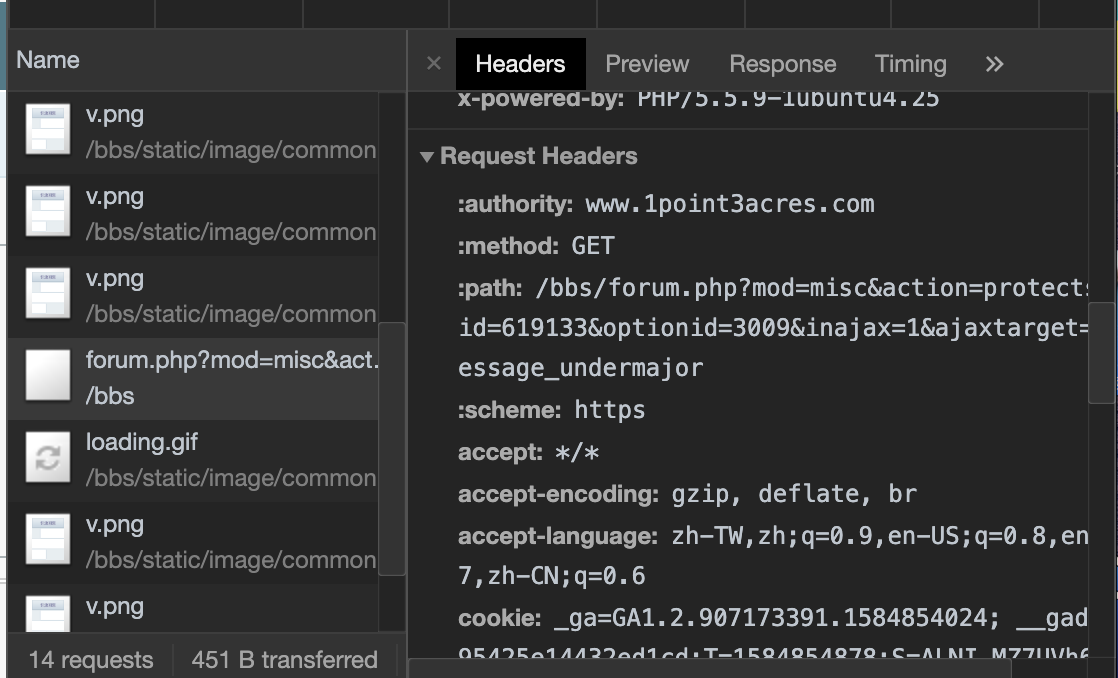 Name
v.png
/bbs/static/image/common
v.png
/bbs/static/image/common
v.png
/bbs/static/image/common
forum.php?mod=misc&act.
/bbs
loading.gif
/bbs/static/image/common
v.png
/bbs/static/image/common
v.png
14 requests 451 B transferred
× Headers Preview Response Timing »
x-powered-by: PHP/5.5.9-1ubuntu4.25
▼ Request Headers
:authority: www.1point3acres.com
:method: GET
:path: /bbs/forum.php?mod=misc&action=protects
id=619133&optionid=3009&inajax=1&ajaxtarget=
essage_undermajor
:scheme: https
accept: */*
accept-encoding: gzip, deflate, br
accept-language: zh-TW,zh;q=0.9,en-US;q=0.8,en
7,zh-CN;q=0.6
cookie: _ga=GA1.2.907173391.1584854024; __gad
95425e14432ed1cd:T=1584854878:S=ALNI_MZ7UVh6